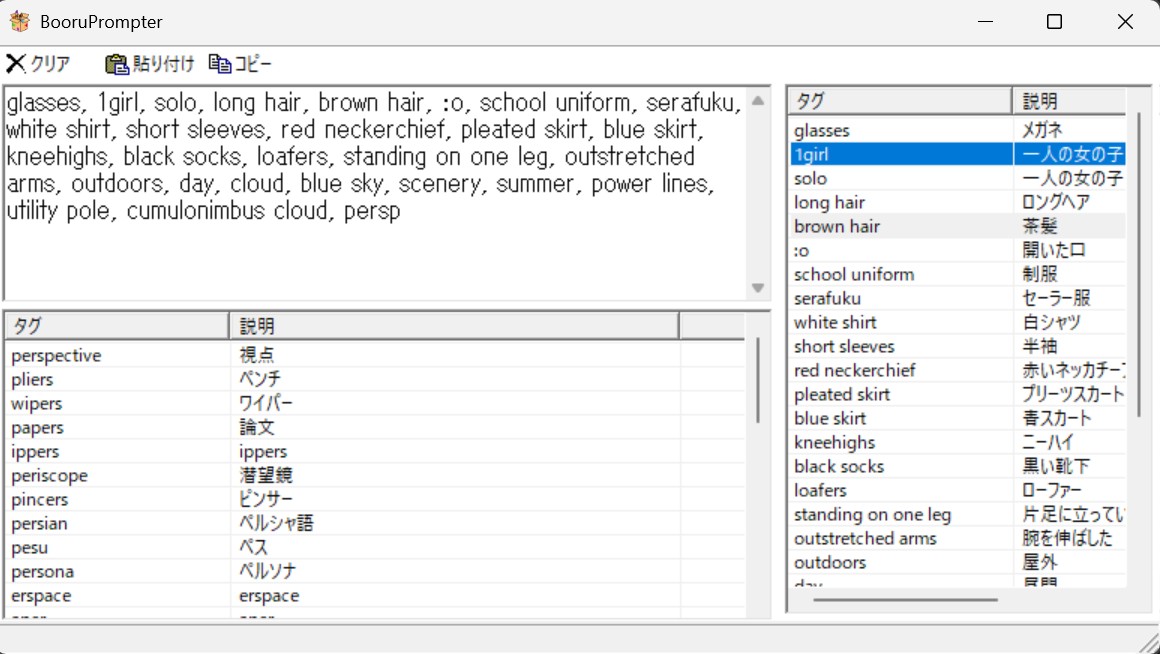 BooruPrompter
クリア 貼り付け コピー
glasses, 1girl, solo, long hair, brown hair, :o, school uniform, serafuku,
white shirt, short sleeves, red neckerchief, pleated skirt, blue skirt,
kneehighs, black socks, loafers, standing on one leg, outstretched
arms, outdoors, day, cloud, blue sky, scenery, summer, power lines,
utility pole, cumulonimbus cloud, persp
タグ 説明
perspective 視点
pliers ペンチ
wipers ワイパー
papers 論文
ippers ippers
periscope 潜望鏡
pincers ピンサー
persian ペルシャ語
pesu ペス
persona ペルソナ
erspace erspace
タグ 説明
glasses メガネ
1girl 一人の女の子
solo 一人の女の子
long hair ロングヘア
brown hair 茶髪
:o 開いた口
school uniform 制服
serafuku セーラー服
white shirt 白シャツ
short sleeves 半袖
red neckerchief 赤いネッカチー
pleated skirt プリーツスカート
blue skirt 青スカート
kneehighs ニーハイ
black socks 黒い靴下
loafers ローファー
standing on one leg 片足に立ってい
outstretched arms 腕を伸ばした
outdoors 屋外
day 昼間